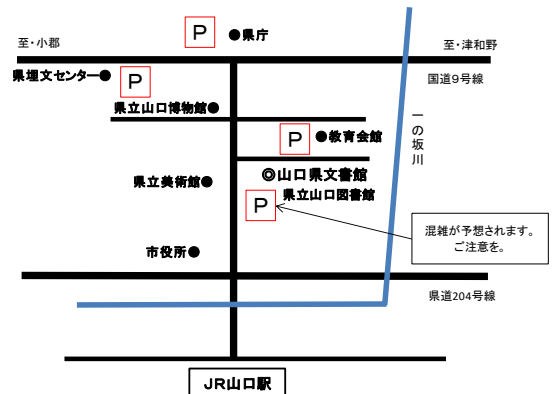 P
●県庁
至・小郡
至・津和野
県埋文センター●
P
国道9号線
県立山口博物館●
一の坂川
P
●教育会館
◎山口県文書館
県立美術館●
県立山口図書館
P
混雑が予想されます。
ご注意を。
市役所●
県道204号線
JR山口駅